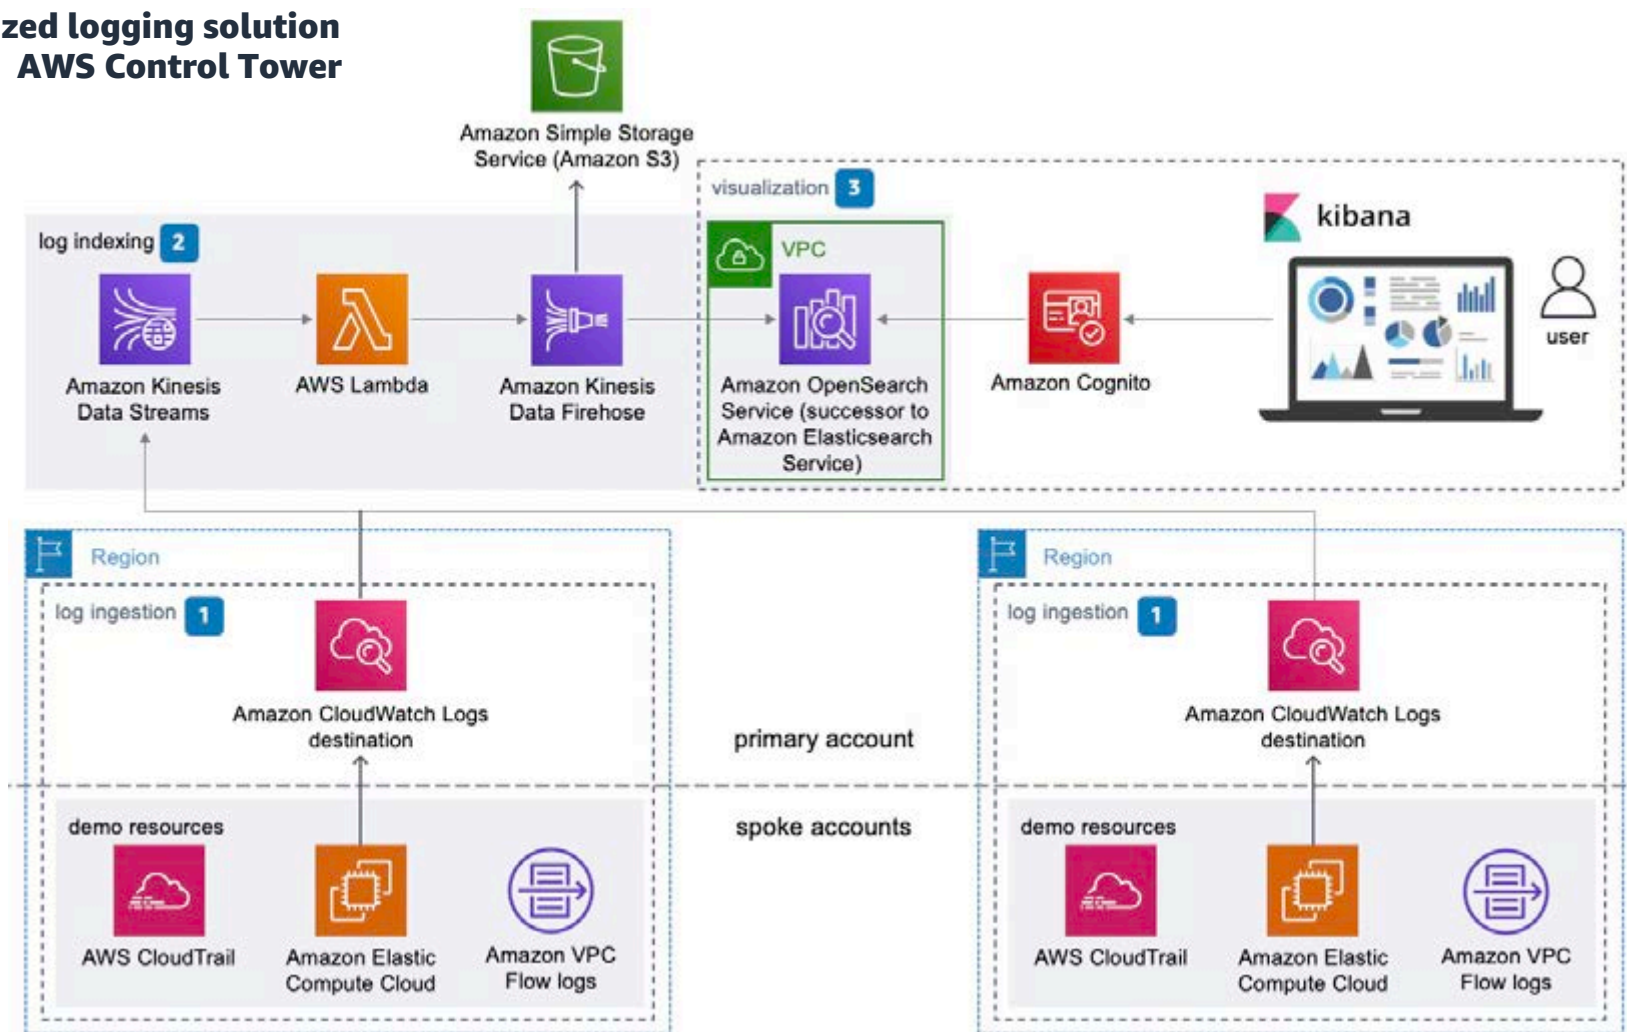 zed logging solution
AWS Control Tower
Amazon Simple Storage
Service (Amazon S3)
visualization 3
kibana
log indexing 2
VPC
user
Amazon Kinesis
Data Streams
AWS Lambda
Amazon Kinesis
Data Firehose
Amazon OpenSearch
Service (successor to
Amazon Elasticsearch
Service)
Amazon Cognito
Region
log ingestion 1
Amazon CloudWatch Logs
destination
primary account
Region
log ingestion 1
Amazon CloudWatch Logs
destination
spoke accounts
demo resources
AWS CloudTrail
Amazon Elastic
Compute Cloud
Amazon VPC
Flow logs
demo resources
AWS CloudTrail
Amazon Elastic
Compute Cloud
Amazon VPC
Flow logs